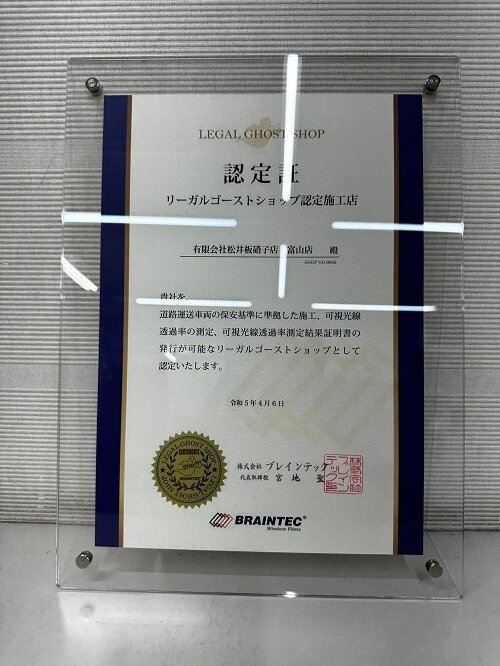 LEGAL GHOST SHOP
認定証
リーガルゴーストショップ認定施工店
有限会社松井板硝子店 富山店 殿
SHOP NO.0060
貴社を
道路運送車両の保安基準に準拠した施工、可視光線
透過率の測定、可視光線透過率測定結果証明書の
発行が可能なリーガルゴーストショップとして
認定いたします。
令和5年4月6日
株式会社 ブレインテック
代表取締役 宮地 聖
CERTIFICATE
BRAINTEC
BRAINTEC®
Window Films